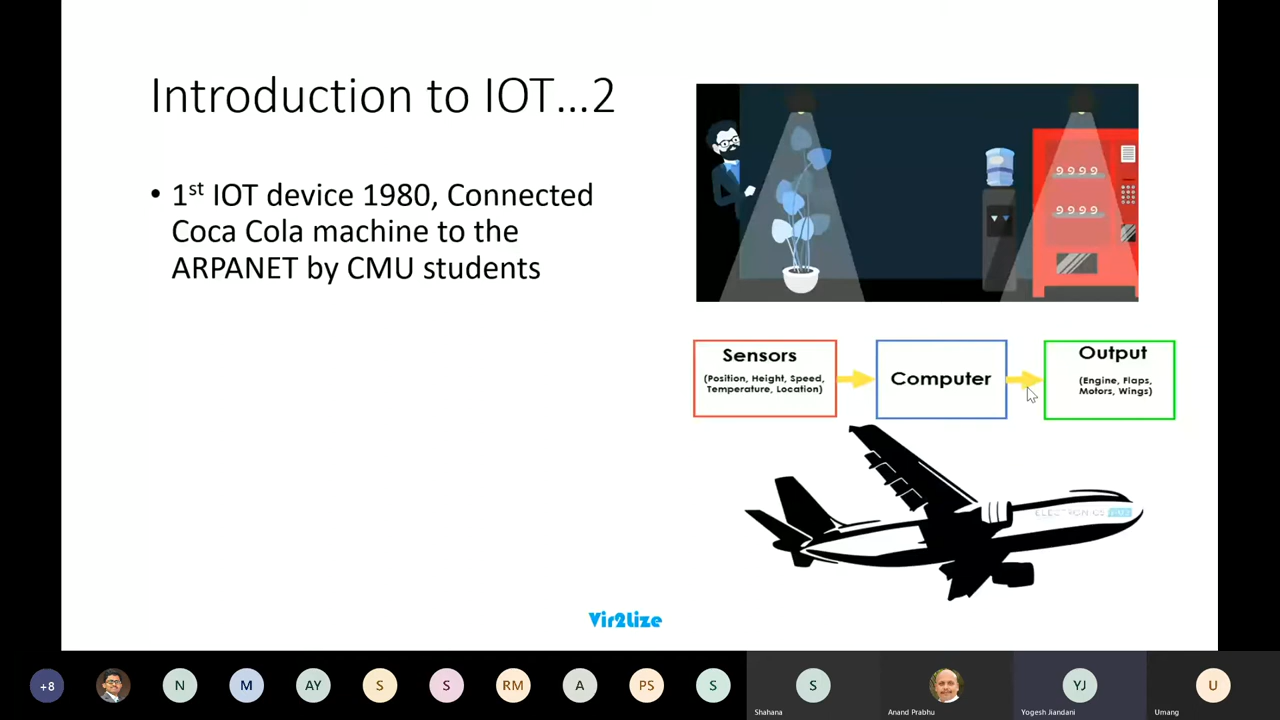 Introduction to IOT...2
• 1st IOT device 1980, Connected
Coca Cola machine to the
ARPANET by CMU students
9999
9999
Sensors
(Position, Height, Speed,
Temperature, Location)
Computer
Output
(Engine, Flaps,
Motors, Wings)
ELECTRONICS
Vir2Lize
+8
N
M
AY
S
S
RM
A
PS
S
S
YJ
U
Shahana
Anand Prabhu
Yogesh Jiandani
Umang